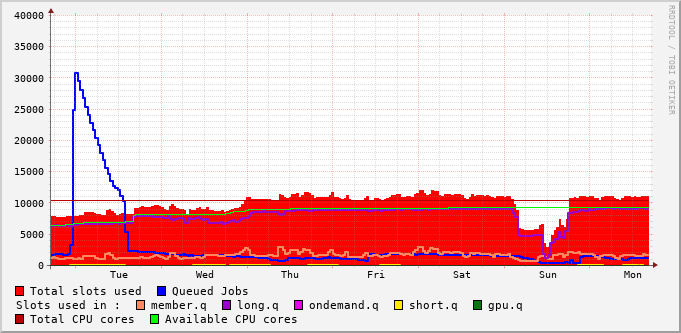 40000
35000
30000
25000
20000
15000
10000
5000
0
Tue Wed Thu Fri Sat Sun Mon
Total slots used Queued Jobs
Slots used in : member.q long.q ondemand.q short.q gpu.q
Total CPU cores Available CPU cores
RRDTOOL / TOBI OETIKER